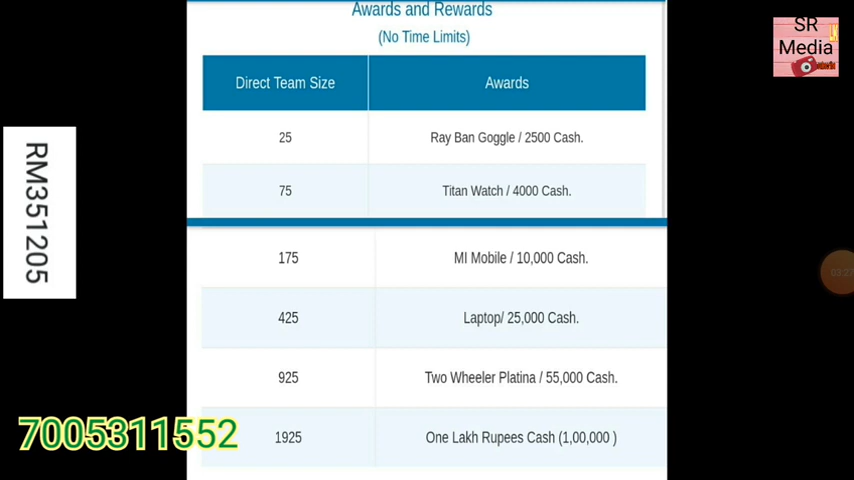 Awards and Rewards
(No Time Limits)
Direct Team Size Awards
25 Ray Ban Goggle / 2500 Cash.
75 Titan Watch / 4000 Cash.
175 MI Mobile / 10,000 Cash.
425 Laptop/ 25,000 Cash.
925 Two Wheeler Platina / 55,000 Cash.
1925 One Lakh Rupees Cash (1,00,000 )
RM351205
7005311552
SR
Media